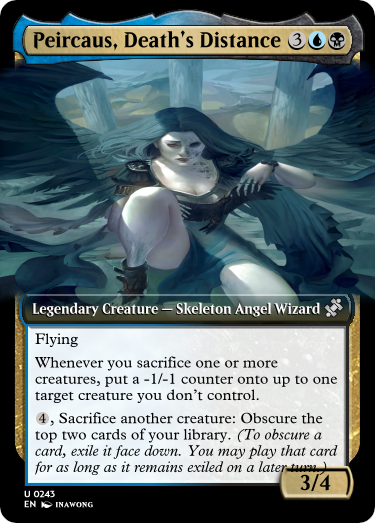 Peircaus, Death's Distance 3
Legendary Creature — Skeleton Angel Wizard
Flying
Whenever you sacrifice one or more
creatures, put a -1/-1 counter onto up to one
target creature you don't control.
4, Sacrifice another creature: Obscure the
top two cards of your library. (To obscure a
card, exile it face down. You may play that card
for as long as it remains exiled on a later turn.)
3/4
U 0243
EN INAWONG